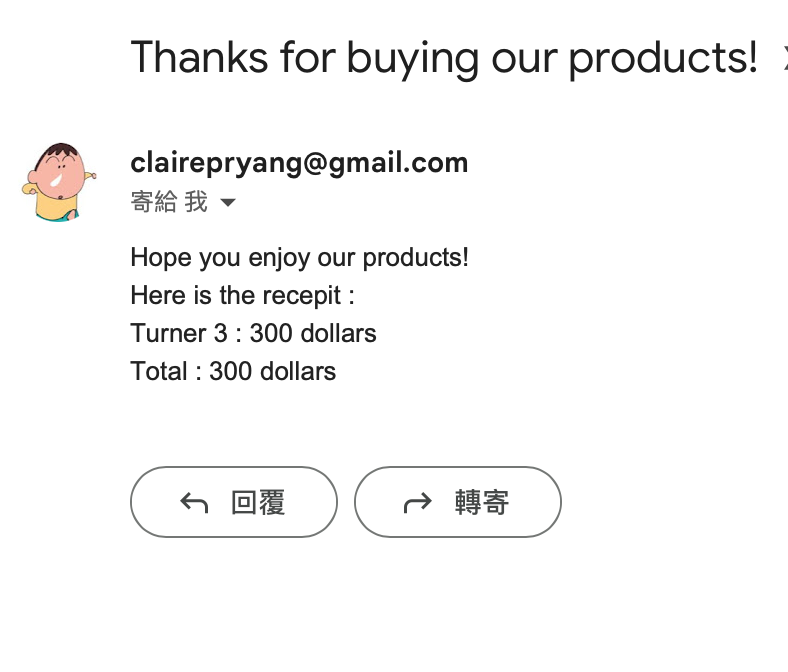 Thanks for buying our products!
clairepryang@gmail.com
寄給 我
Hope you enjoy our products!
Here is the recepit :
Turner 3 : 300 dollars
Total : 300 dollars
回覆
轉寄